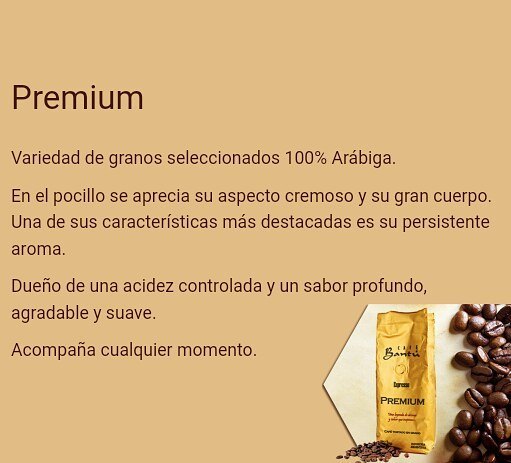 Premium
Variedad de granos seleccionados 100% Arábiga.
En el pocillo se aprecia su aspecto cremoso y su gran cuerpo.
Una de sus características más destacadas es su persistente
aroma.
Dueño de una acidez controlada y un sabor profundo,
agradable y suave.
Acompaña cualquier momento.
CAFÉ
Bantú
Espresso
PREMIUM